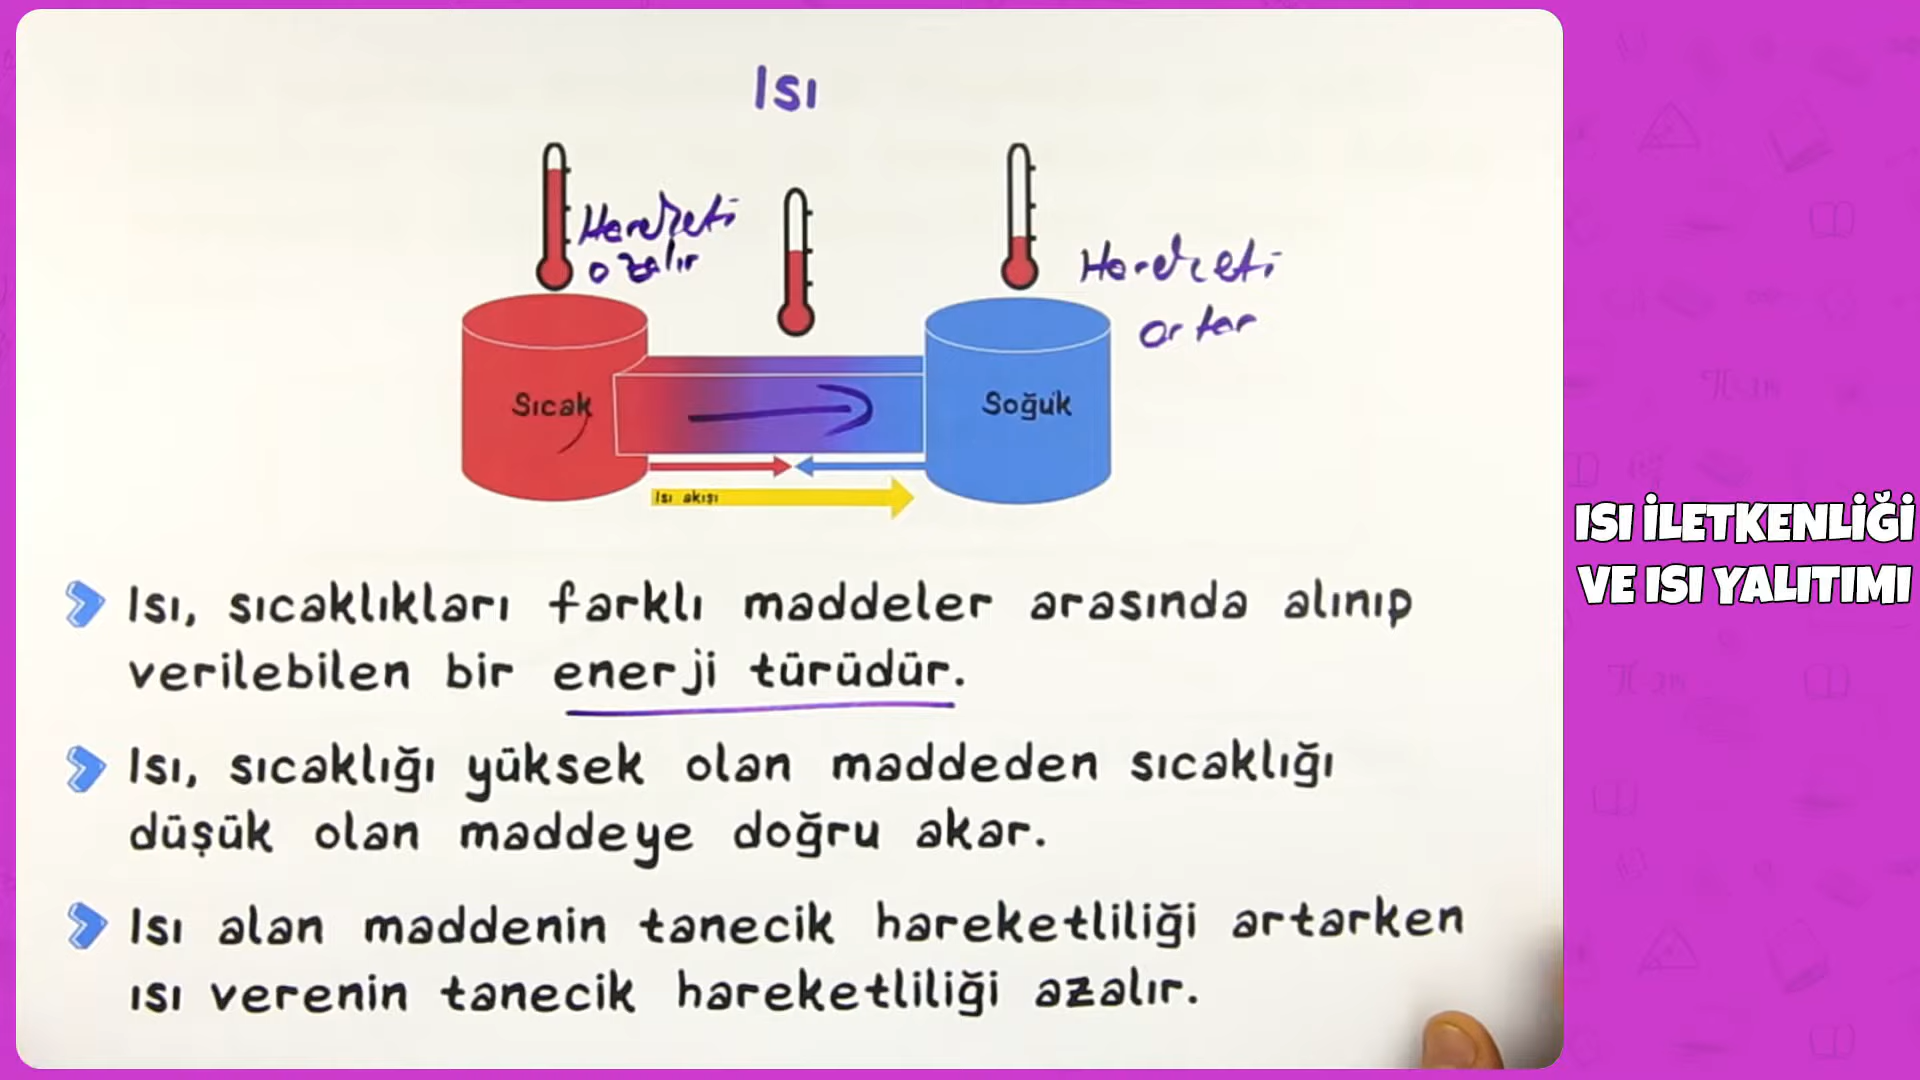 Isı
Hareketi
azalır
Hareketi
artar
Sıcak
Soğuk
Isı akışı
Isı, sıcaklıkları farklı maddeler arasında alınıp
verilebilen bir enerji türüdür.
Isı, sıcaklığı yüksek olan maddeden sıcaklığı
düşük olan maddeye doğru akar.
Isı alan maddenin tanecik hareketliliği artarken
ısı verenin tanecik hareketliliği azalır.
ISI İLETKENLİĞİ
VE ISI YALITIMI